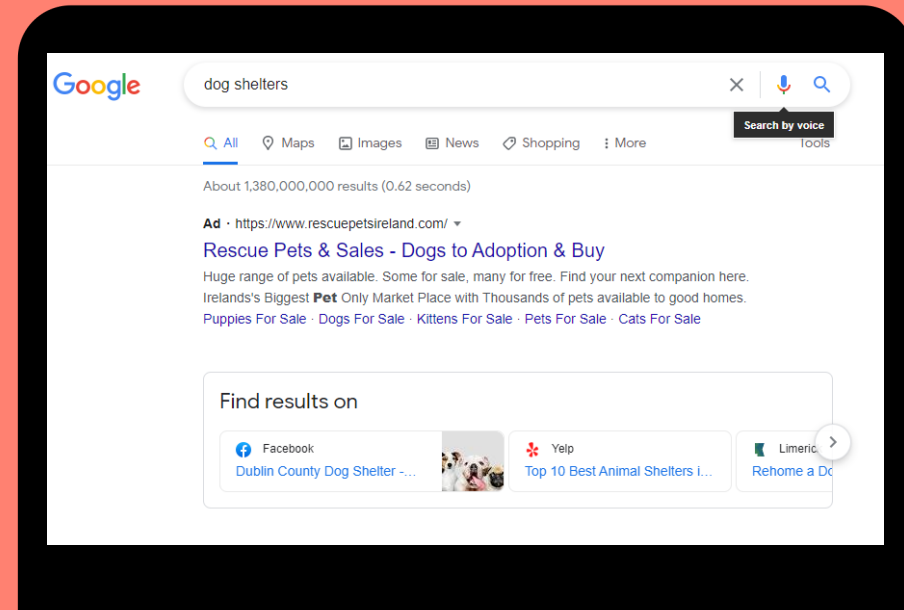 Google
dog shelters
Search by voice
All Maps Images News Shopping More Tools
About 1,380,000,000 results (0.62 seconds)
Ad · https://www.rescuepetsireland.com/
Rescue Pets & Sales - Dogs to Adoption & Buy
Huge range of pets available. Some for sale, many for free. Find your next companion here.
Irelands's Biggest Pet Only Market Place with Thousands of pets available to good homes.
Puppies For Sale · Dogs For Sale · Kittens For Sale · Pets For Sale · Cats For Sale
Find results on
Facebook
Dublin County Dog Shelter -...
Yelp
Top 10 Best Animal Shelters i...
Limeric
Rehome a Do